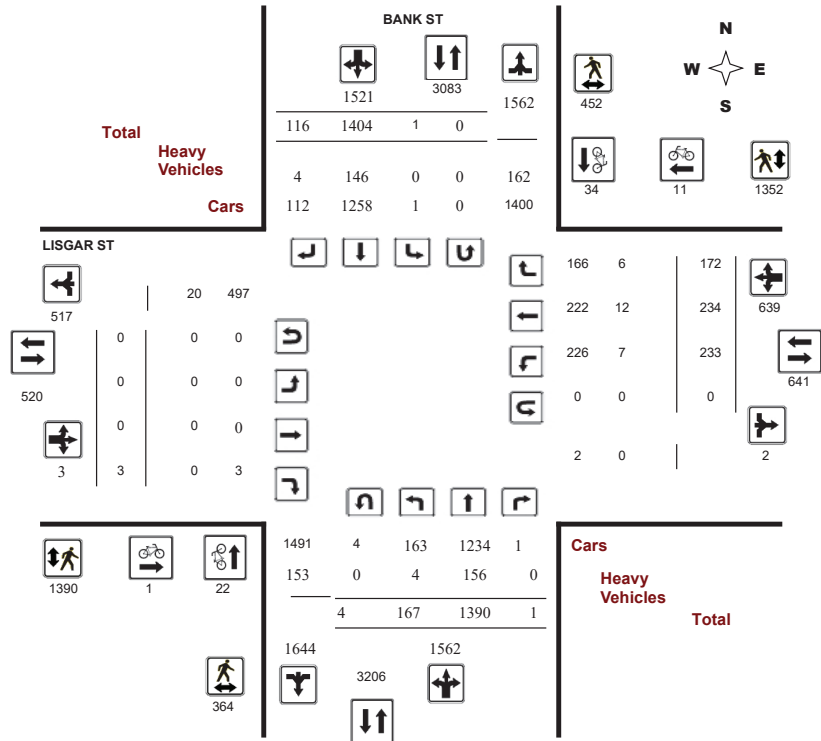 BANK ST
N
W E
S
1521 3083 1562
452
Total 116 1404 1 0
Heavy
Vehicles
4 146 0 0 162
34 11 1352
Cars 112 1258 1 0 1400
LISGAR ST
166 6 172
20 497
517
222 12 234 639
0 0 0
226 7 233
520 0 0 0 641
0 0 0
0 0 0
2 0 2
3 3 0 3
1491 4 163 1234 1
Cars
153 0 4 156 0
Heavy
Vehicles
1390 1 22
4 167 1390 1
Total
1644 1562
3206
364